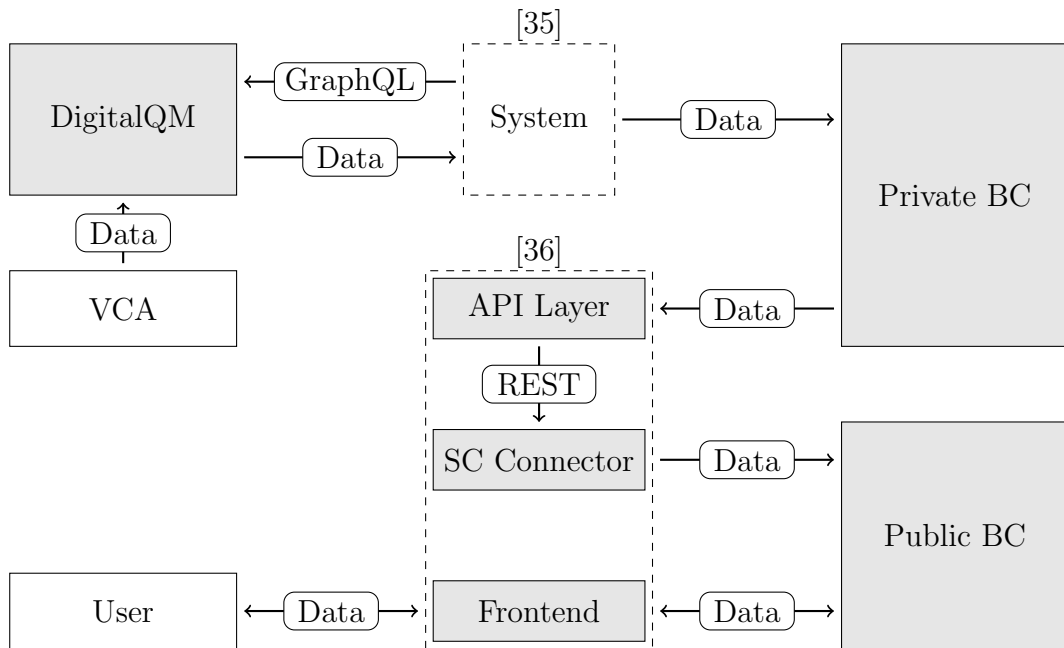 [35]
DigitalQM
GraphQL
Data
System
Data
Private BC
Data
VCA
[36]
API Layer
Data
REST
SC Connector
Data
Public BC
User
Data
Frontend
Data